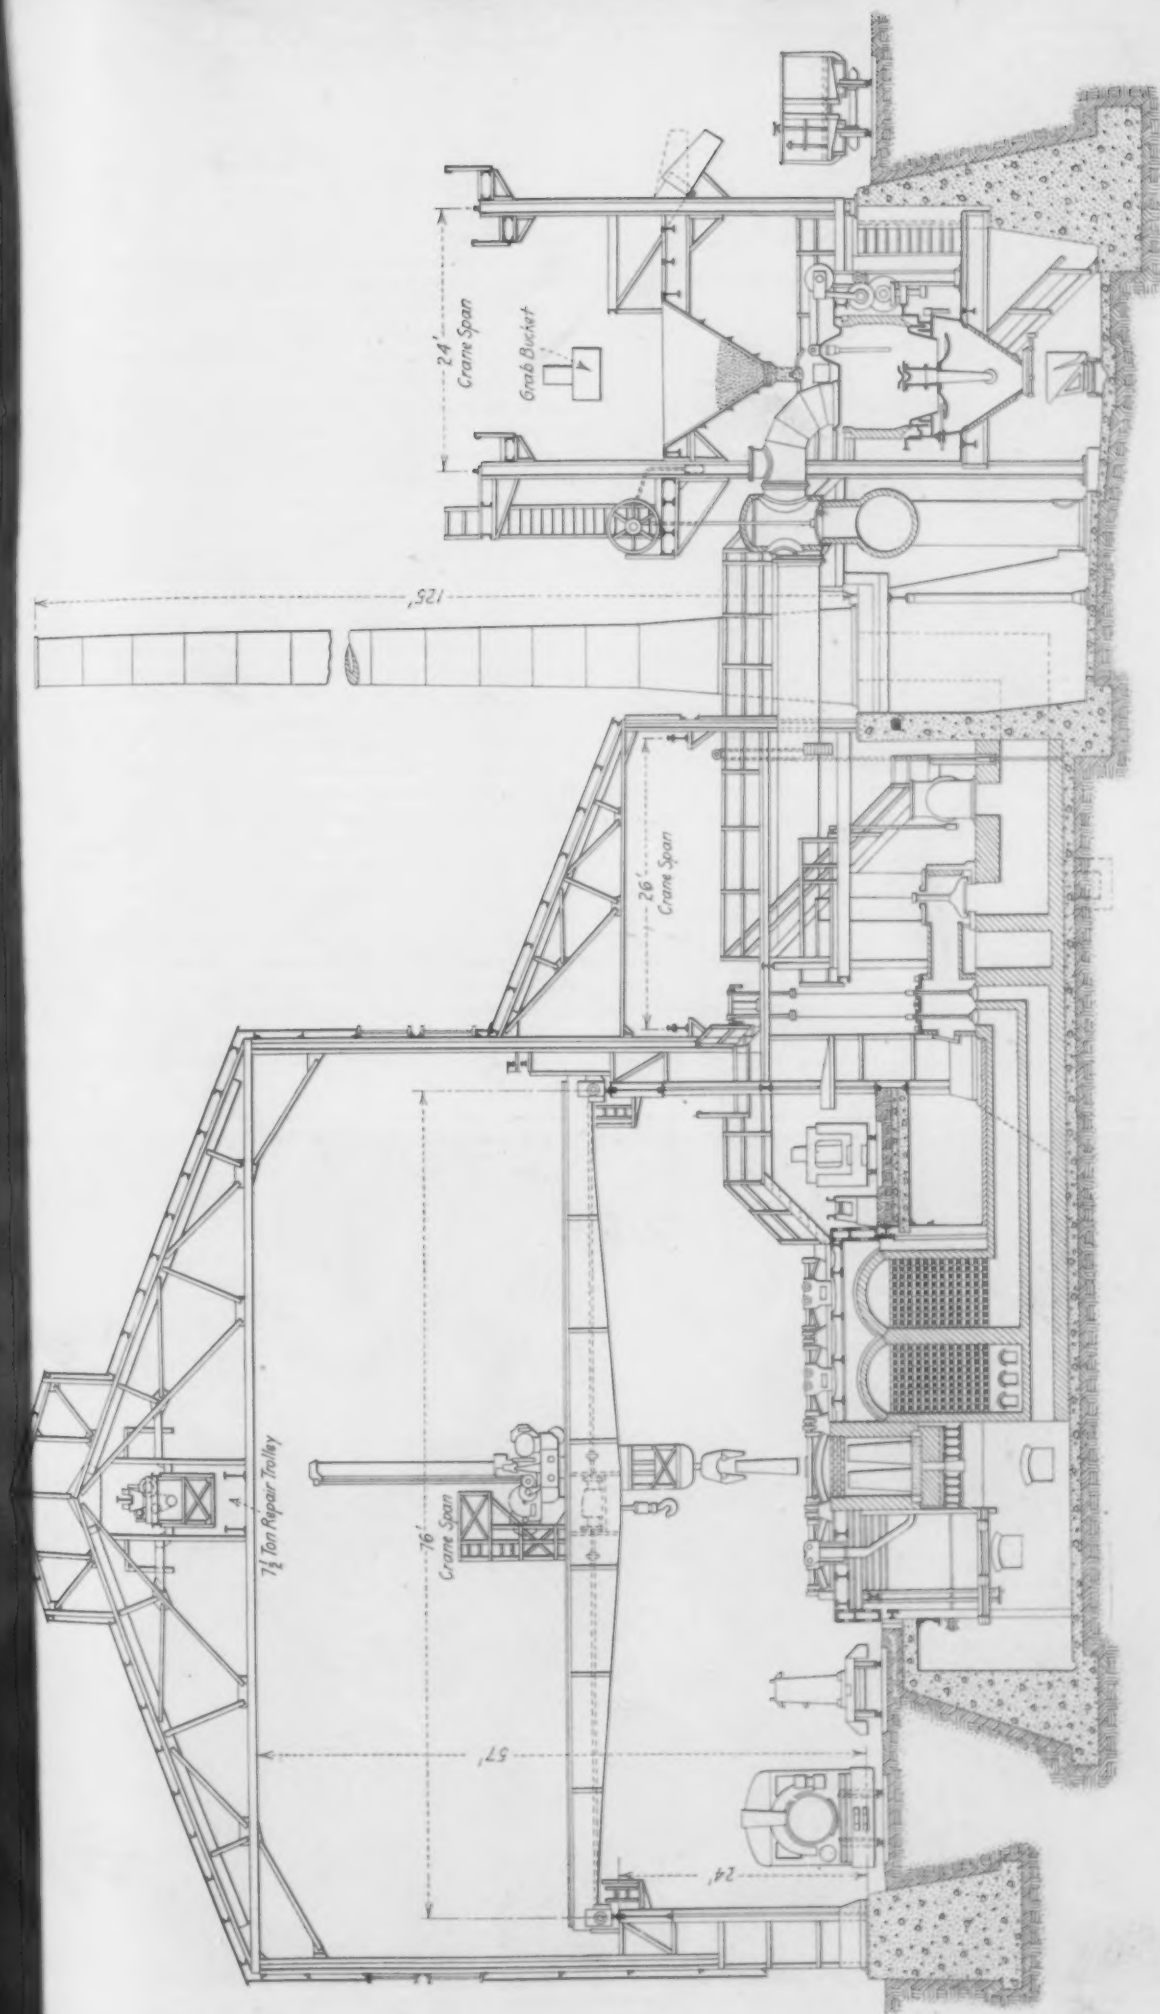 24'
Crane Span
Grab Bucket
125'
26'
Crane Span
A
7½ Ton Repair Trolley
76'
Crane Span
57'
24'